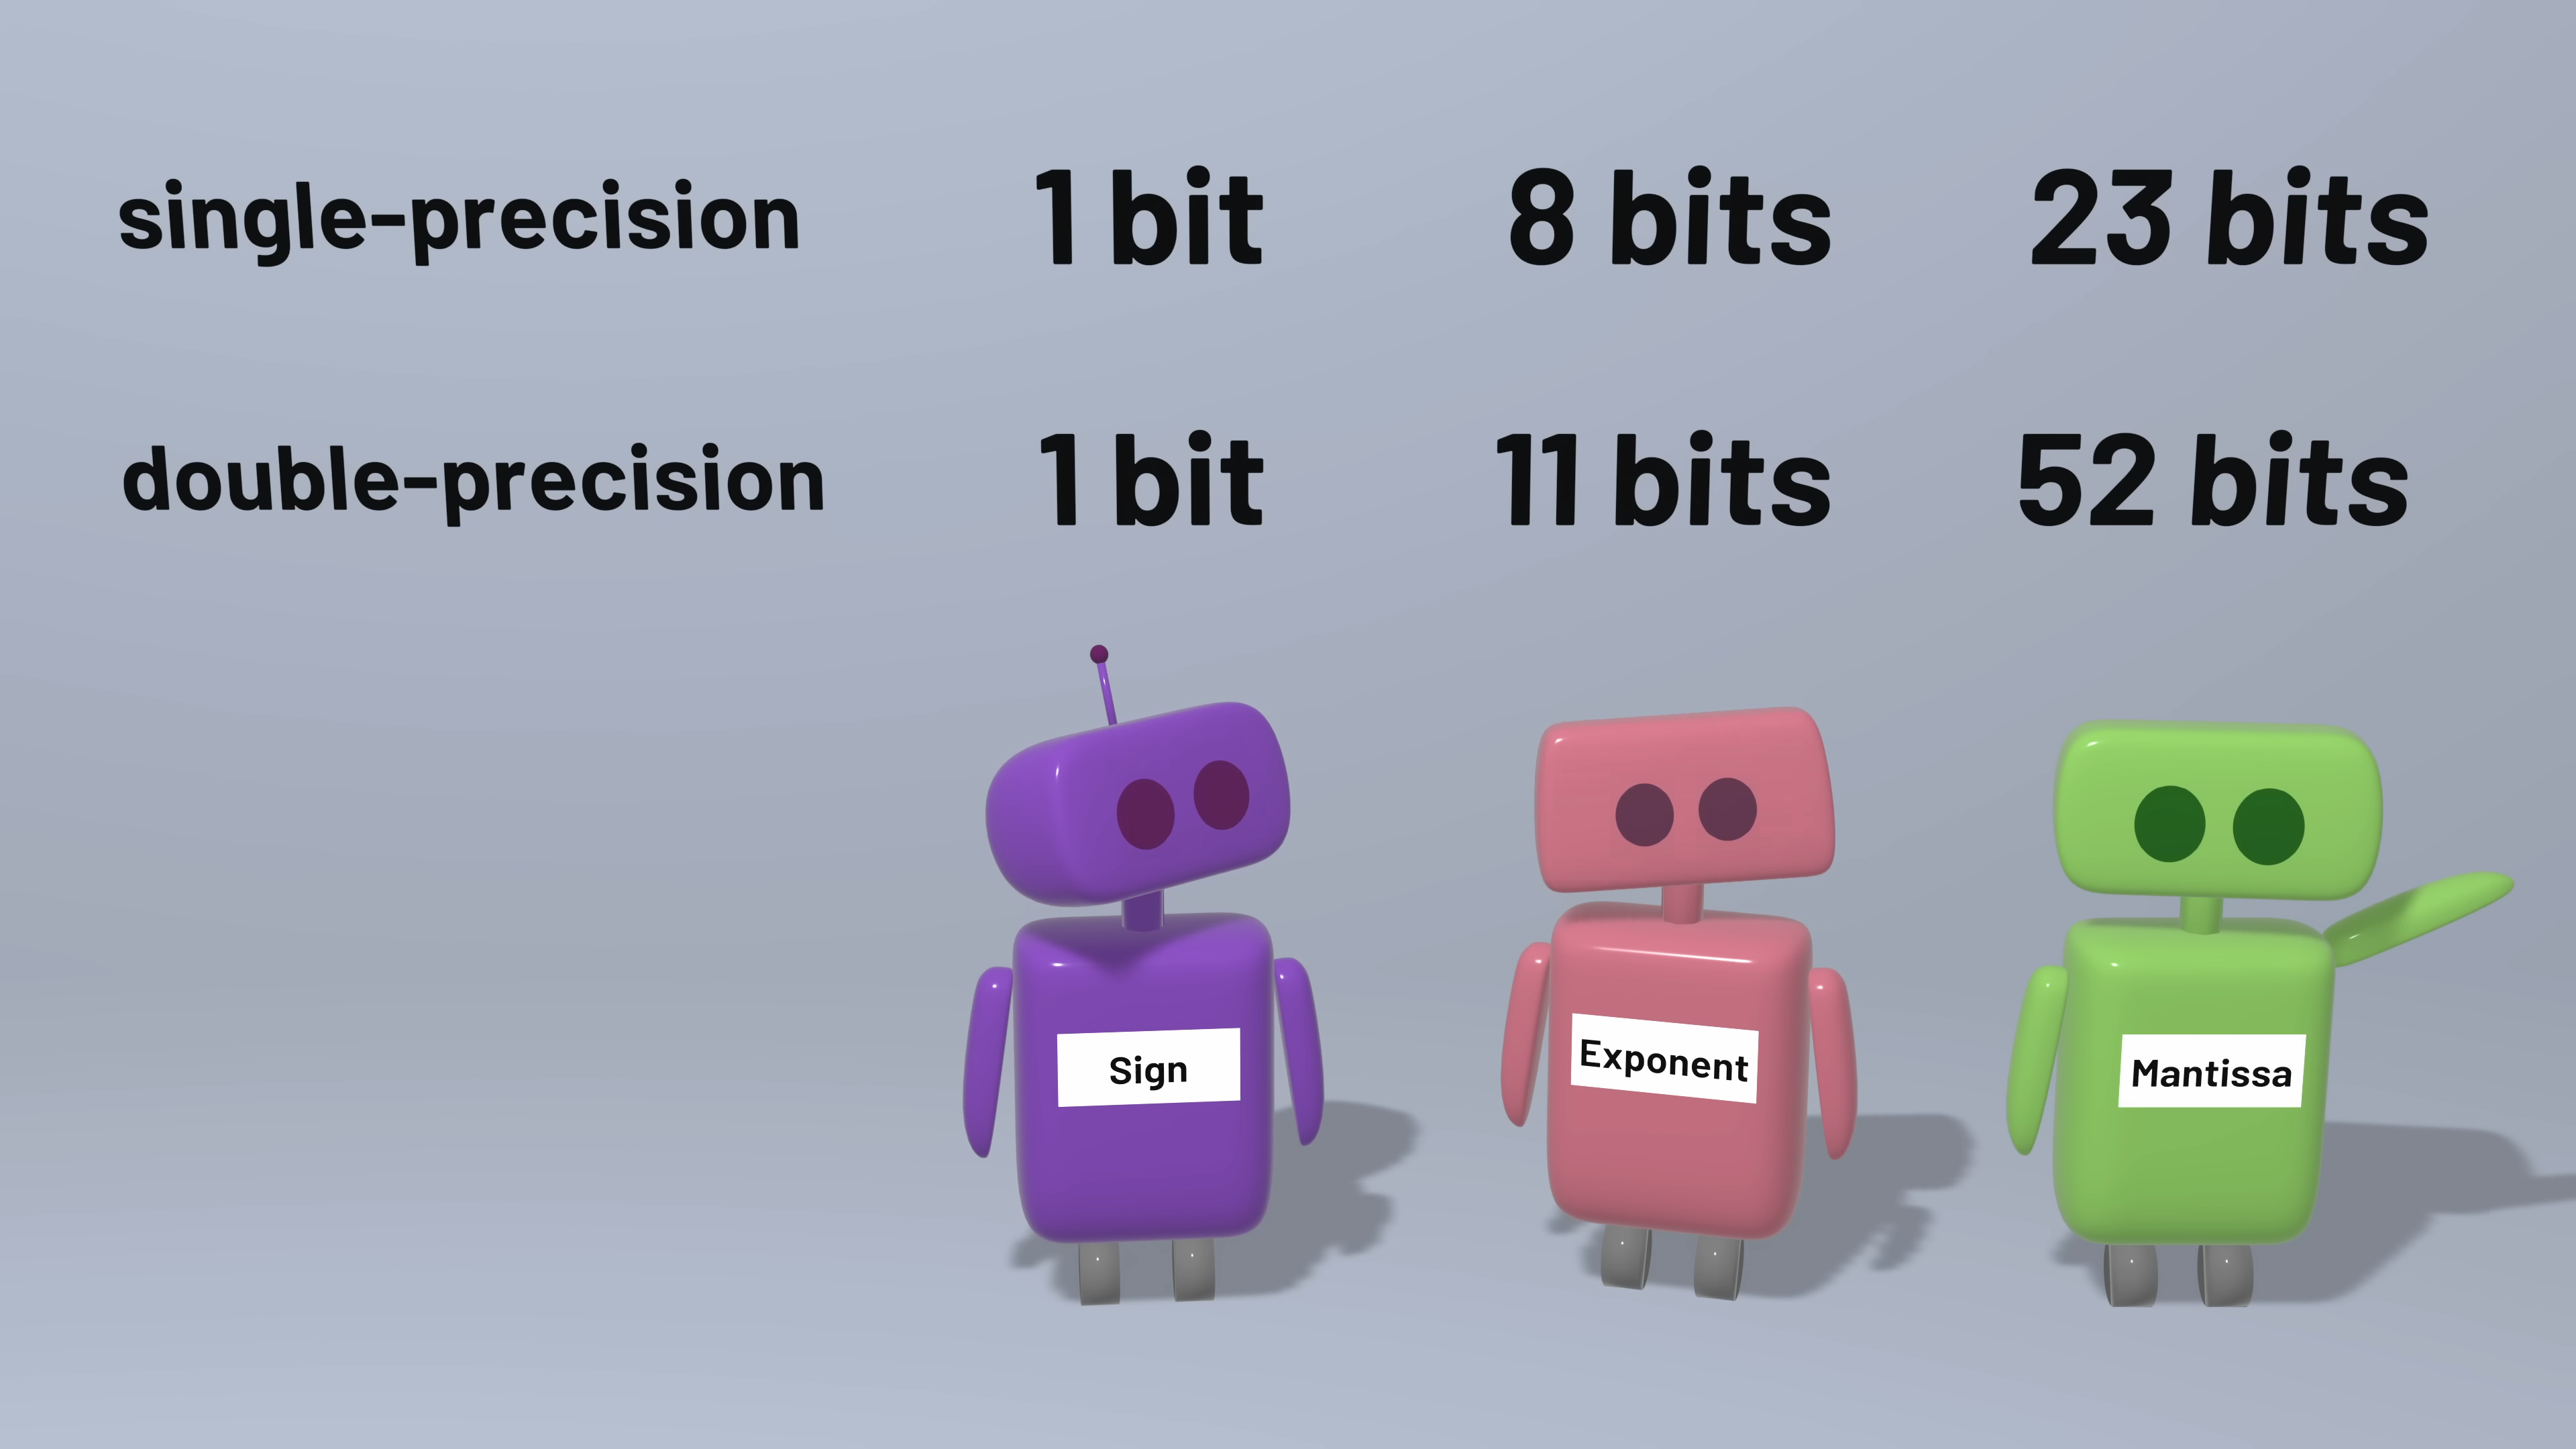 single-precision 1 bit 8 bits 23 bits
double-precision 1 bit 11 bits 52 bits
Sign
Exponent
Mantissa